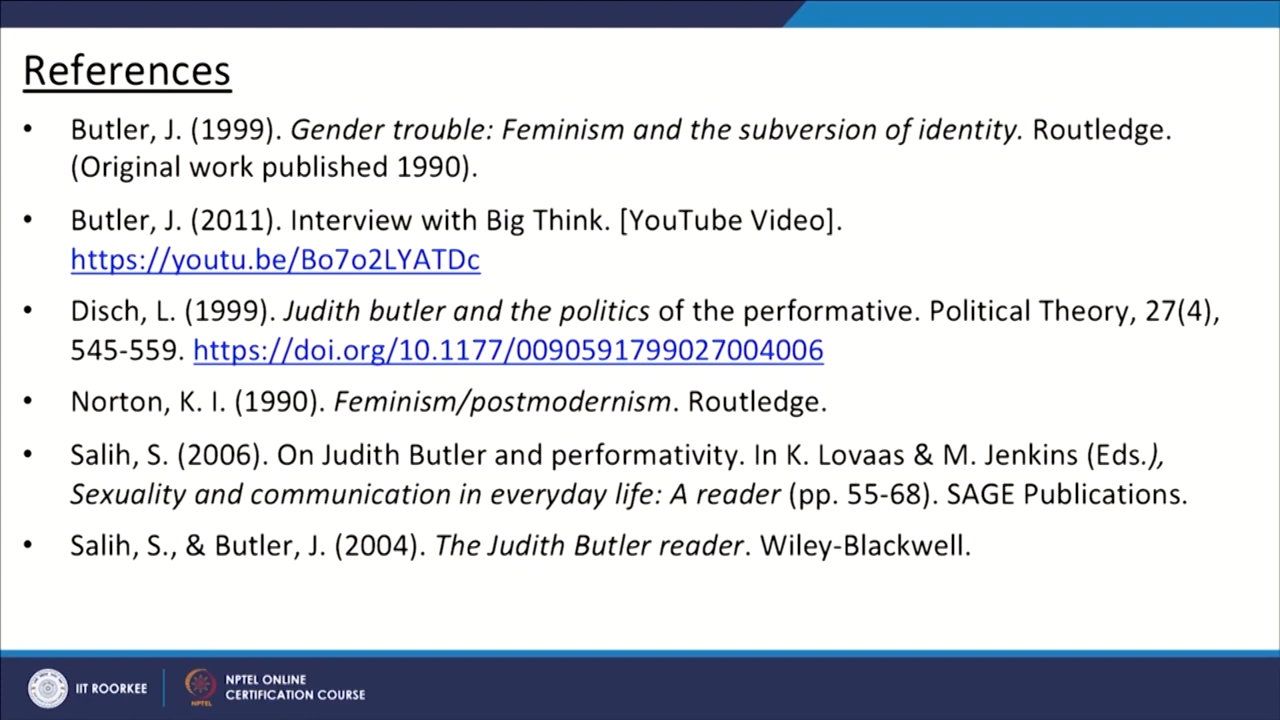 References
• Butler, J. (1999). Gender trouble: Feminism and the subversion of identity. Routledge.
(Original work published 1990).
• Butler, J. (2011). Interview with Big Think. [YouTube Video].
https://youtu.be/Bo7o2LYATDc
• Disch, L. (1999). Judith butler and the politics of the performative. Political Theory, 27(4),
545-559. https://doi.org/10.1177/0090591799027004006
• Norton, K. I. (1990). Feminism/postmodernism. Routledge.
• Salih, S. (2006). On Judith Butler and performativity. In K. Lovaas & M. Jenkins (Eds.),
Sexuality and communication in everyday life: A reader (pp. 55-68). SAGE Publications.
• Salih, S., & Butler, J. (2004). The Judith Butler reader. Wiley-Blackwell.
IIT ROORKEE
NPTEL
NPTEL ONLINE
CERTIFICATION COURSE